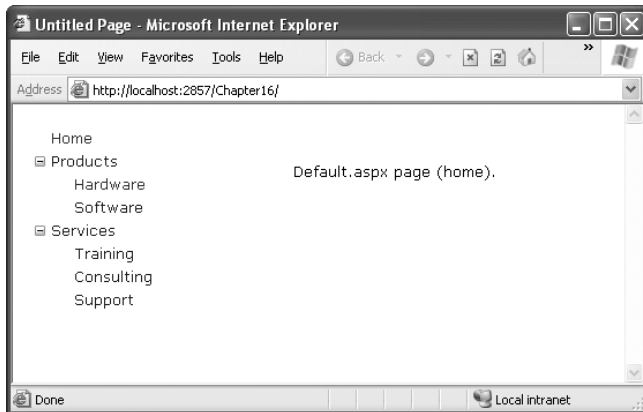 Untitled Page - Microsoft Internet Explorer
File Edit View Favorites Tools Help Back »
Address http://localhost:2857/Chapter16/
Home
Products
Hardware
Software
Services
Training
Consulting
Support
Default.aspx page (home).
Done Local intranet